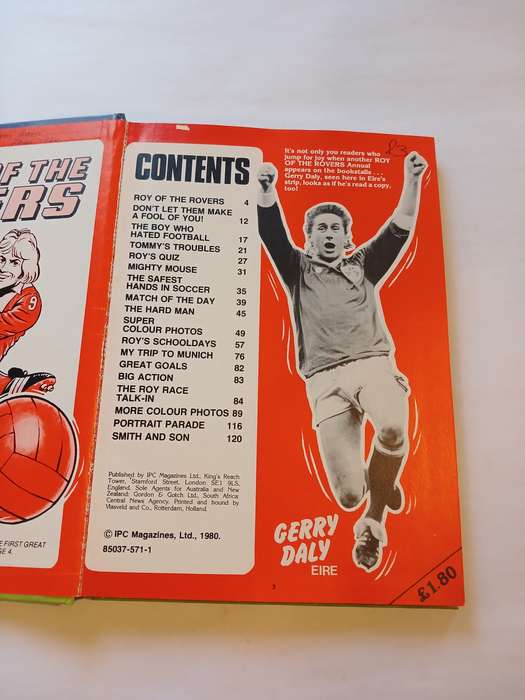 OF THE
ERS
9
E FIRST GREAT
GE 4.
CONTENTS
ROY OF THE ROVERS 4
DON'T LET THEM MAKE
A FOOL OF YOU! 12
THE BOY WHO
HATED FOOTBALL 17
TOMMY'S TROUBLES 21
ROY'S QUIZ 27
MIGHTY MOUSE 31
THE SAFEST
HANDS IN SOCCER 35
MATCH OF THE DAY 39
THE HARD MAN 45
SUPER
COLOUR PHOTOS 49
ROY'S SCHOOLDAYS 57
MY TRIP TO MUNICH 76
GREAT GOALS 82
BIG ACTION 83
THE ROY RACE
TALK-IN 84
MORE COLOUR PHOTOS 89
PORTRAIT PARADE 116
SMITH AND SON 120
Published by IPC Magazines Ltd., King's Reach
Tower, Stamford Street, London SE1 9LS,
England. Sole Agents for Australia and New
Zealand: Gordon & Gotch Ltd., South Africa:
Central News Agency. Printed and bound by
Vlasveld and Co., Rotterdam, Holland.
© IPC Magazines, Ltd., 1980.
85037-571-1
It's not only you readers who
jump for joy when another ROY
OF THE ROVERS Annual
appears on the bookstalls . . .
Gerry Daly, seen here in Eire's
strip, looks as if he's read a copy,
too!
GERRY
DALY
EIRE
3
£1.80